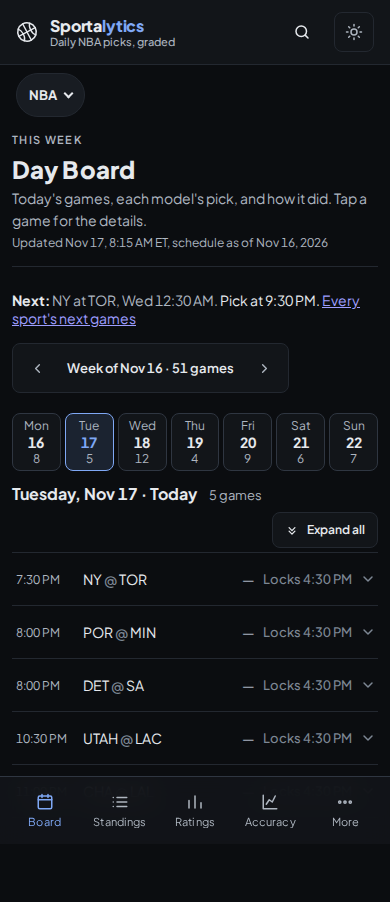 Sportalytics
Daily NBA picks, graded
NBA
THIS WEEK
Day Board
Today's games, each model's pick, and how it did. Tap a
game for the details.
Updated Nov 17, 8:15 AM ET, schedule as of Nov 16, 2026
Next: NY at TOR, Wed 12:30 AM. Pick at 9:30 PM. Every
sport's next games
Week of Nov 16 · 51 games
Mon Tue Wed Thu Fri Sat Sun
16 17 18 19 20 21 22
8 5 12 4 9 6 7
Tuesday, Nov 17 · Today 5 games
Expand all
7:30 PM NY @ TOR — Locks 4:30 PM
8:00 PM POR @ MIN — Locks 4:30 PM
8:00 PM DET @ SA — Locks 4:30 PM
10:30 PM UTAH @ LAC — Locks 4:30 PM
Board Standings Ratings Accuracy More